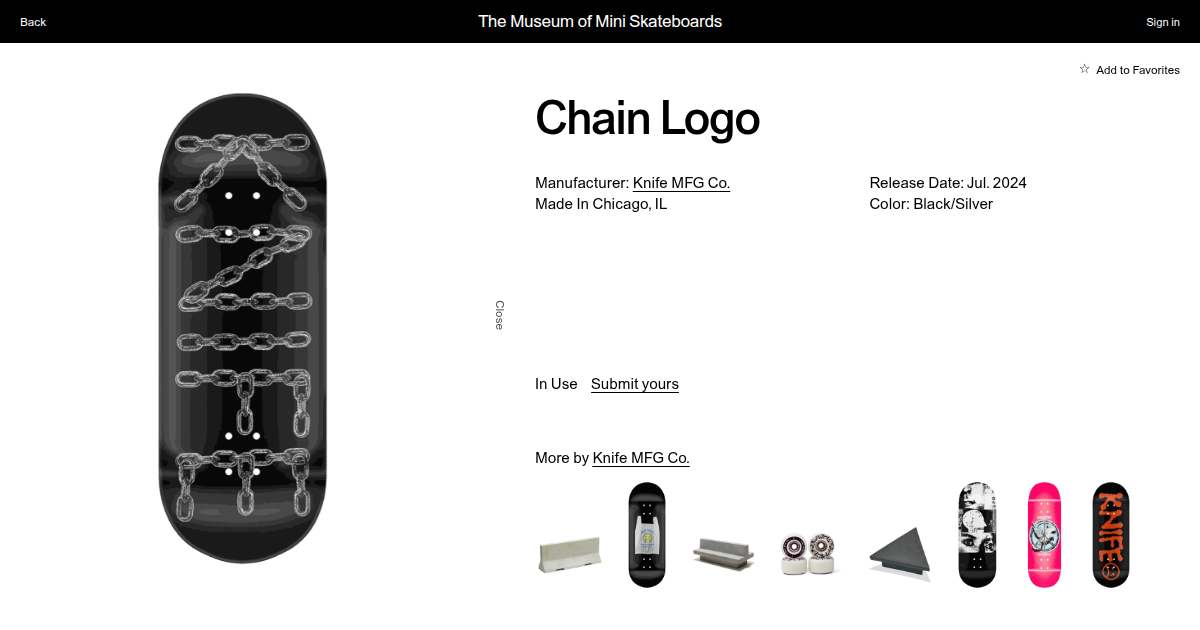 Back
The Museum of Mini Skateboards
Sign in
☆ Add to Favorites
Chain Logo
Manufacturer: Knife MFG Co.
Made In Chicago, IL
Release Date: Jul. 2024
Color: Black/Silver
KNIFE
Close
In Use
Submit yours
More by Knife MFG Co.
KNIFE